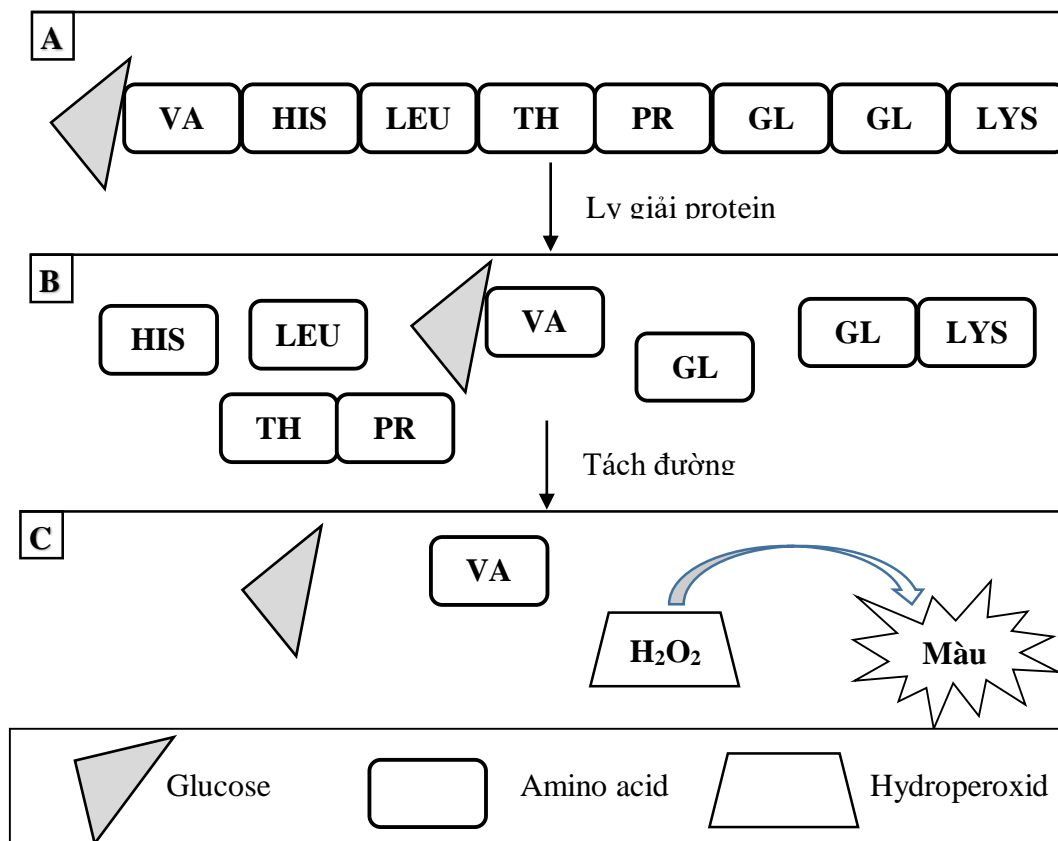 A
VA HIS LEU TH PR GL GL LYS
Ly giải protein
B
HIS LEU VA GL GL LYS
TH PR
Tách đường
C
VA
H₂O₂ Màu
Glucose Amino acid Hydroperoxid